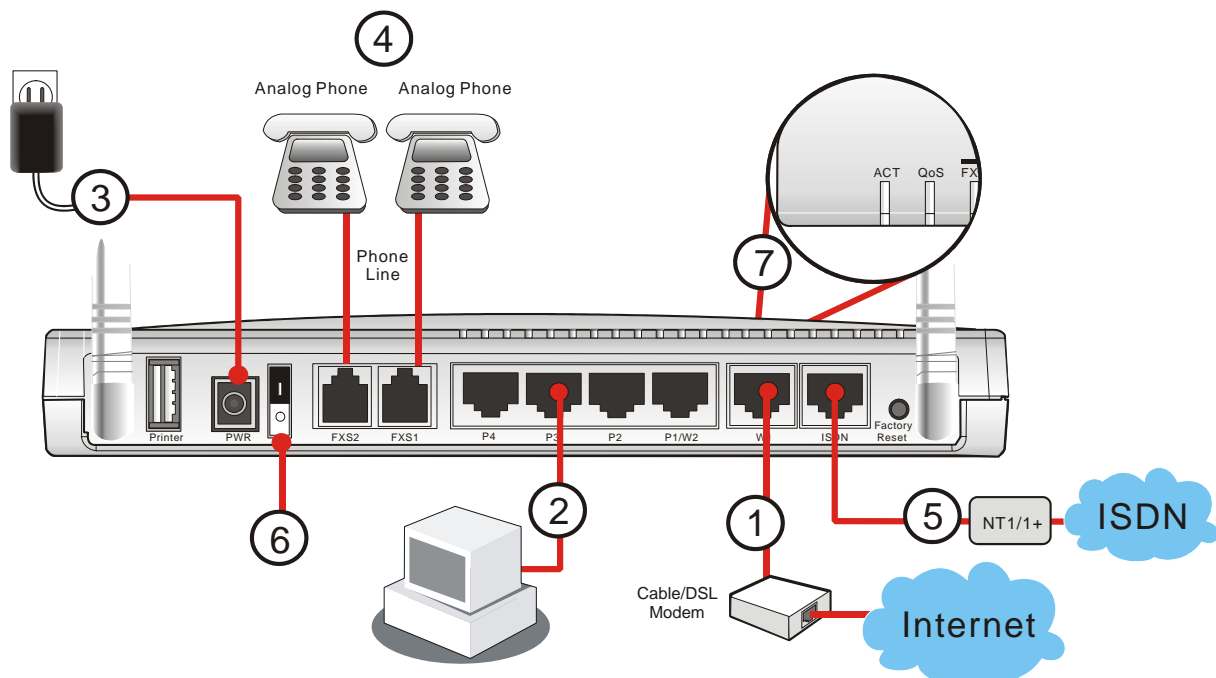 4
Analog Phone
Analog Phone
3
Phone
Line
ACT
QoS
FX
7
Printer
PWR
FXS2
FXS1
P4
P3
P2
P1/W2
ISDN
Factory
Reset
6
2
1
5
NT1/1+
ISDN
Cable/DSL
Modem
Internet